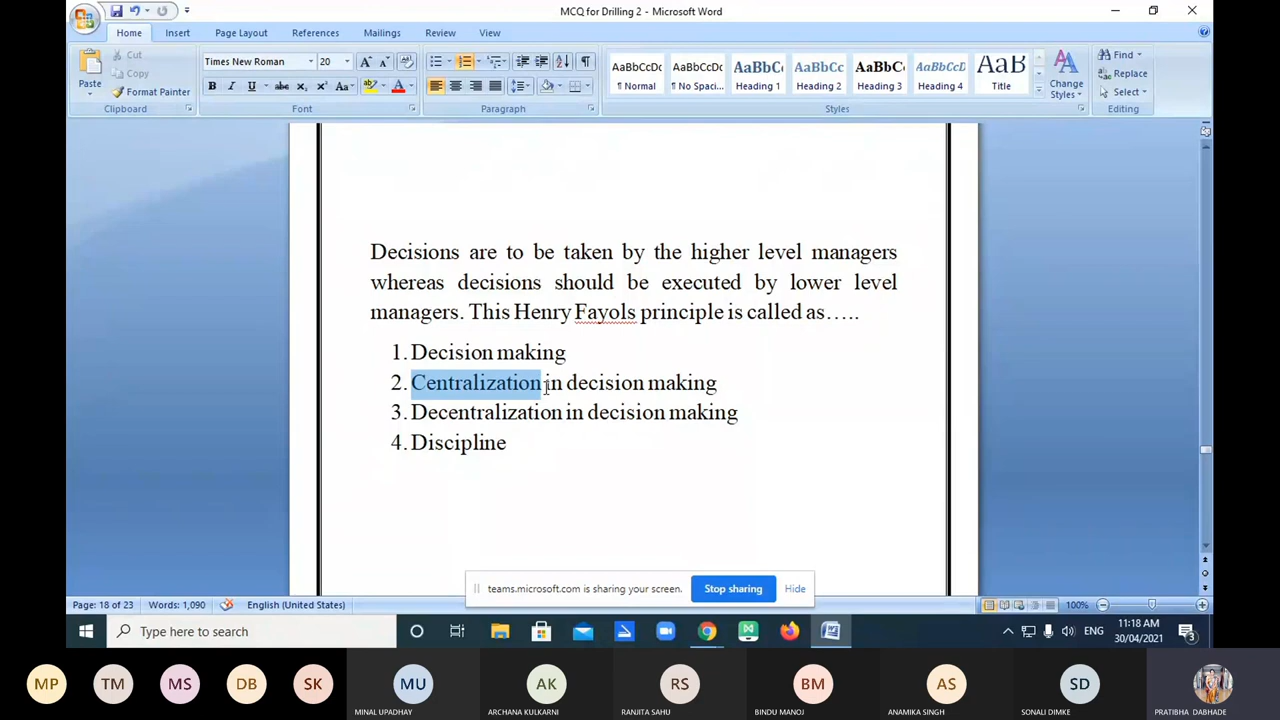 MCQ for Drilling 2 - Microsoft Word
Home Insert Page Layout References Mailings Review View
Paste
Cut
Copy
Format Painter
Clipboard
Times New Roman 20
B I U abc x₂ x² Aa
Font
Paragraph
AaBbCcDc AaBbCcDc AaBbC AaBbCc AaBbCc AaBbCcD AaB
¶ Normal ¶ No Spaci... Heading 1 Heading 2 Heading 3 Heading 4 Title
Change Styles
Styles
Find
Replace
Select
Editing
Decisions are to be taken by the higher level managers
whereas decisions should be executed by lower level
managers. This Henry Fayols principle is called as…..
1. Decision making
2. Centralization in decision making
3. Decentralization in decision making
4. Discipline
teams.microsoft.com is sharing your screen. Stop sharing Hide
Page: 18 of 23 Words: 1,090 English (United States) 100%
Type here to search
ENG
11:18 AM
30/04/2021
3
MP TM MS DB SK MU AK RS BM AS SD
MINAL UPADHAY ARCHANA KULKARNI RANJITA SAHU BINDU MANOJ ANAMIKA SINGH SONALI DIMKE PRATIBHA DABHADE